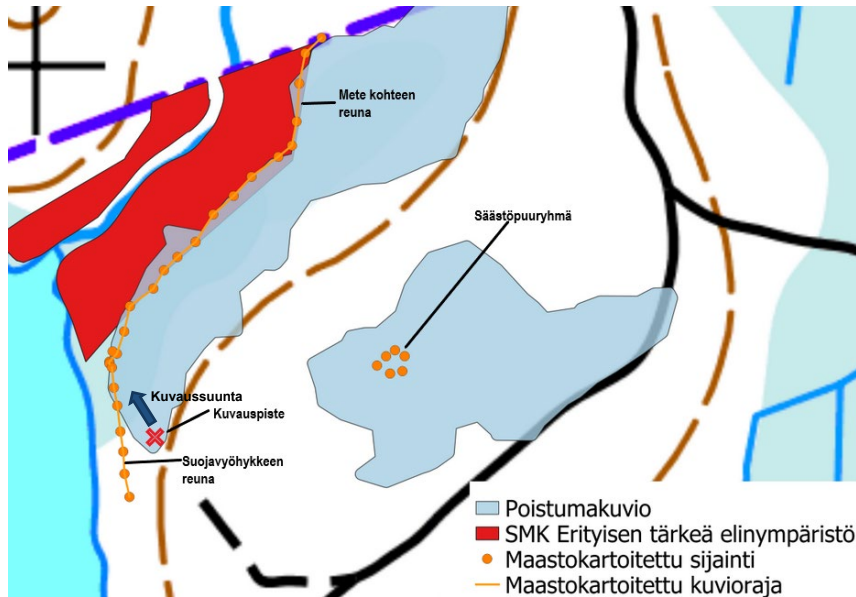 Mete kohteen
reuna
Säästöpuuryhmä
Kuvaussuunta
Kuvauspiste
Suojavyöhykkeen
reuna
Poistumakuvio
SMK Erityisen tärkeä elinympäristö
Maastokartoitettu sijainti
Maastokartoitettu kuvioraja